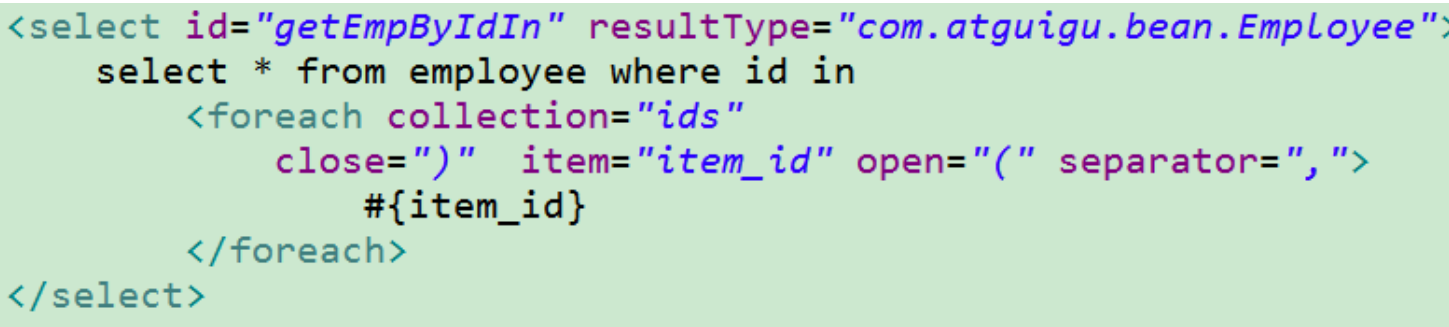 <select id="getEmpByIdIn" resultType="com.atguigu.bean.Employee">
select * from employee where id in
<foreach collection="ids"
close=")" item="item_id" open="(" separator=",">
#{item_id}
</foreach>
</select>